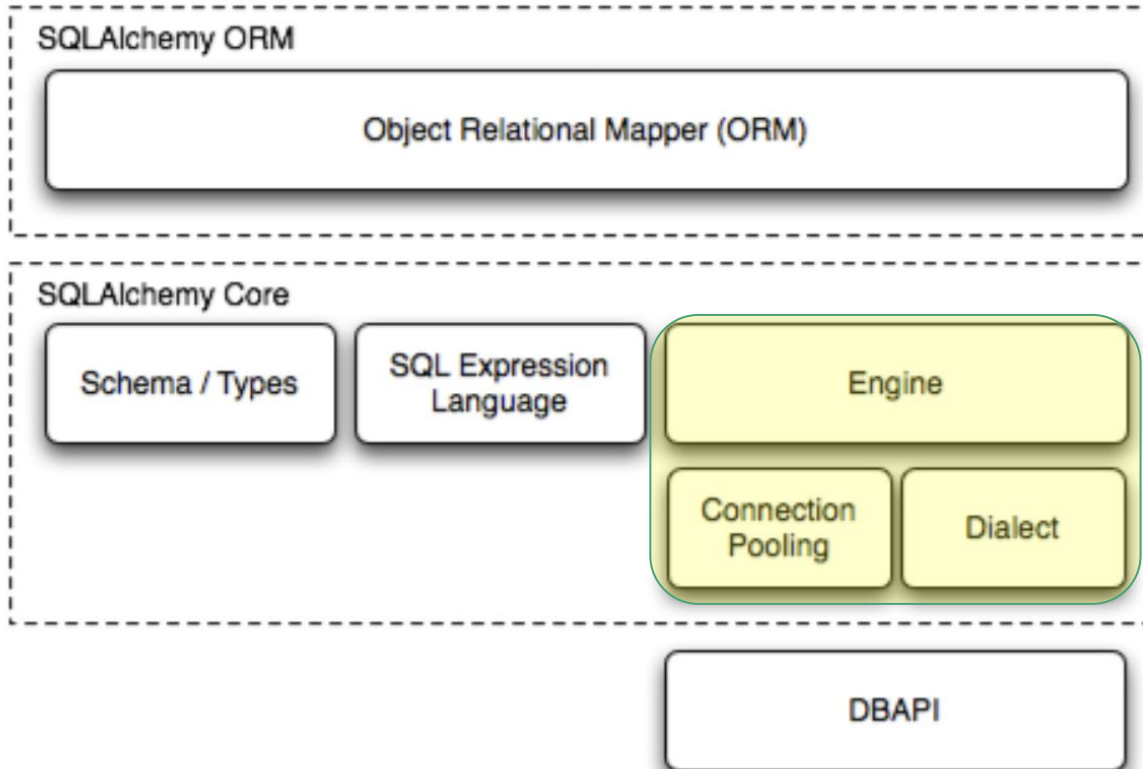 SQLAlchemy ORM
Object Relational Mapper (ORM)
SQLAlchemy Core
Schema / Types
SQL Expression
Language
Engine
Connection
Pooling
Dialect
DBAPI